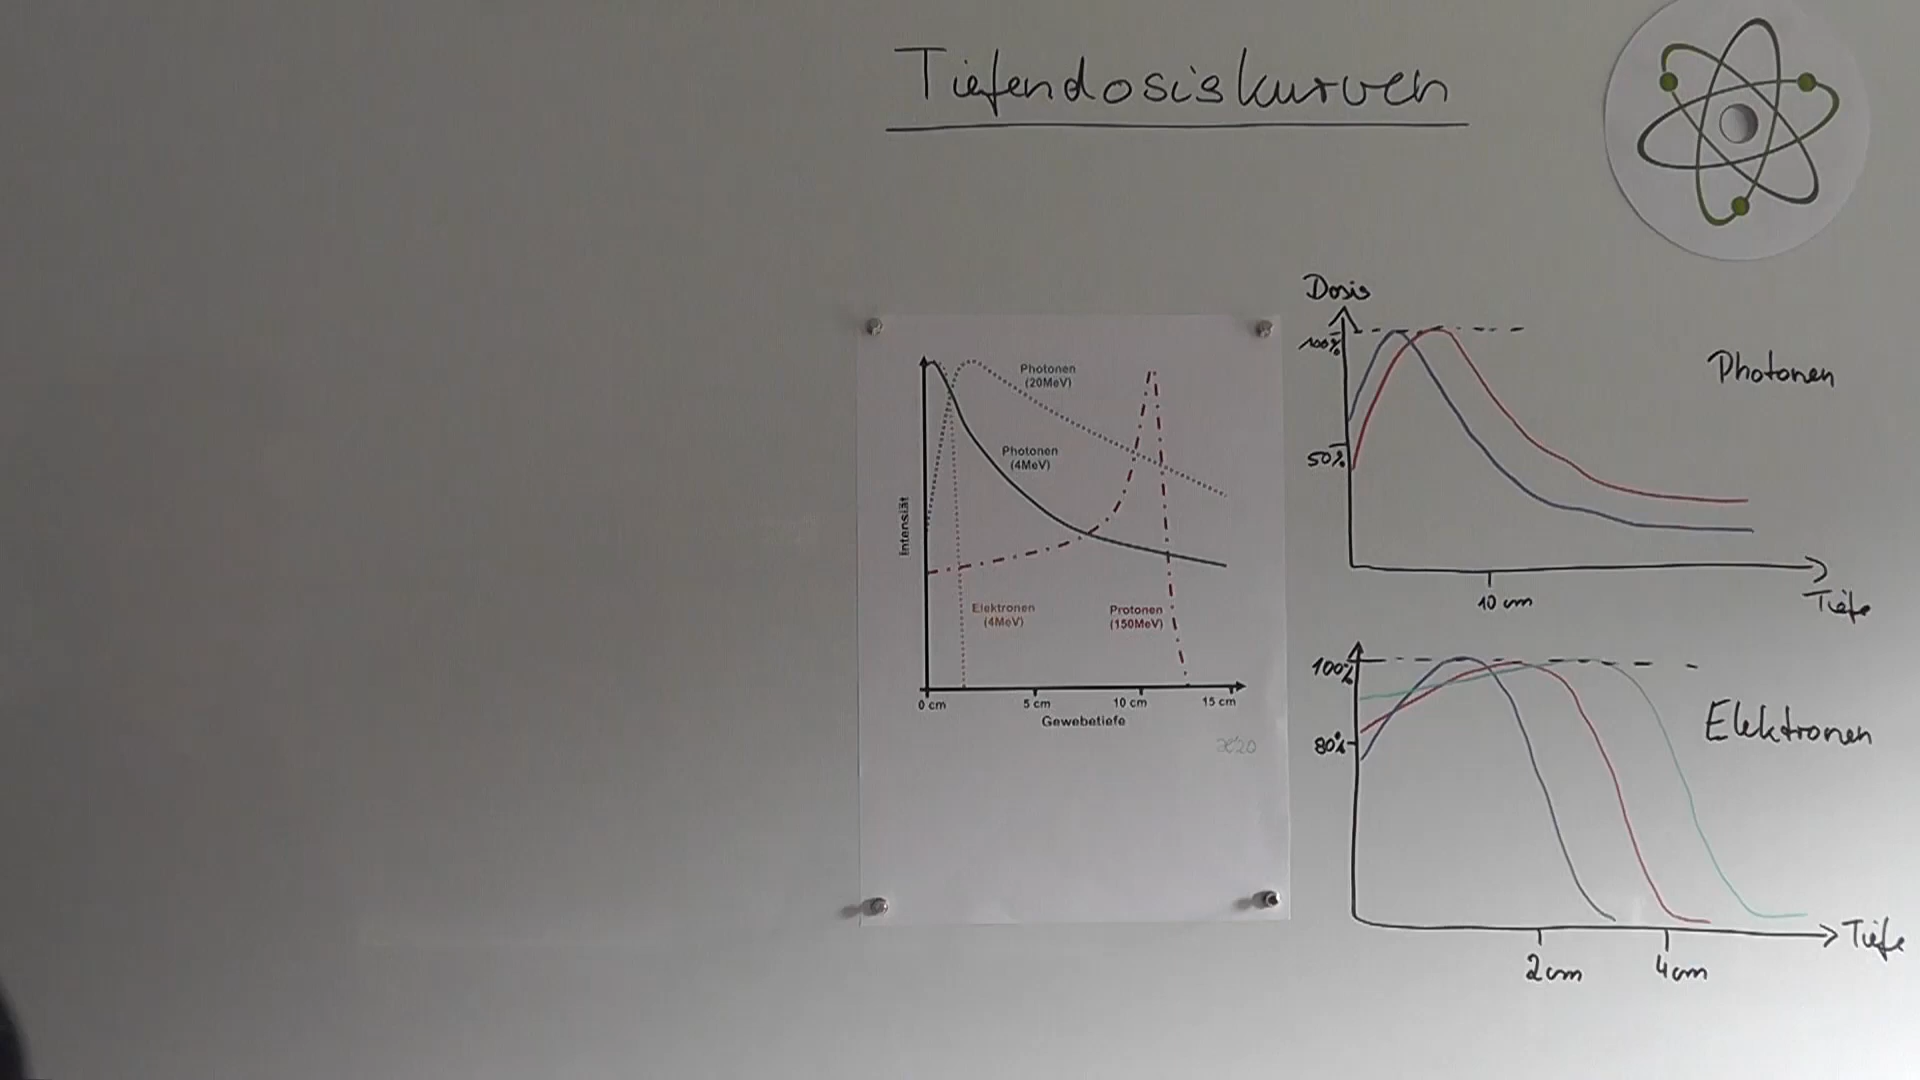 Tiefendosiskurven
Photonen
(20MeV)
Photonen
(4MeV)
Intensiät
Elektronen
(4MeV)
Protonen
(150MeV)
0 cm
5 cm
10 cm
15 cm
Gewebetiefe
Dosis
100%
50%
Photonen
10 cm
Tiefe
100%
80%
Elektronen
2cm
4cm
Tiefe